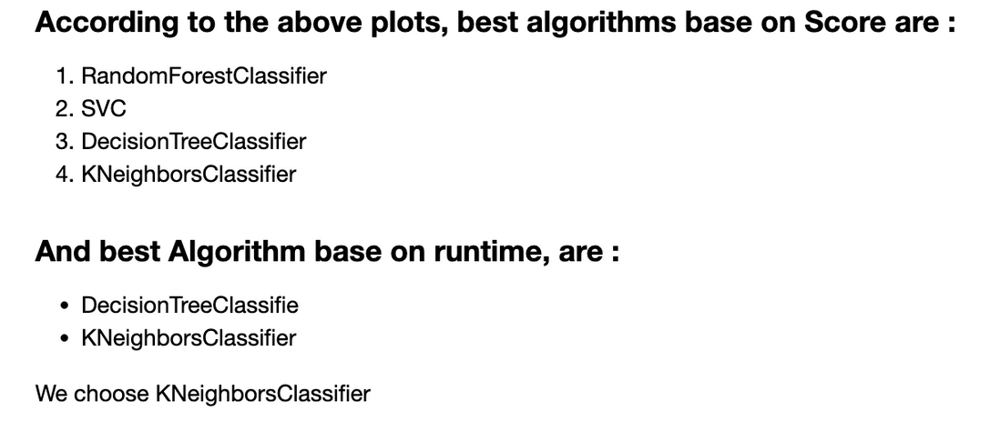 According to the above plots, best algorithms base on Score are :
1. RandomForestClassifier
2. SVC
3. DecisionTreeClassifier
4. KNeighborsClassifier
And best Algorithm base on runtime, are :
• DecisionTreeClassifie
• KNeighborsClassifier
We choose KNeighborsClassifier